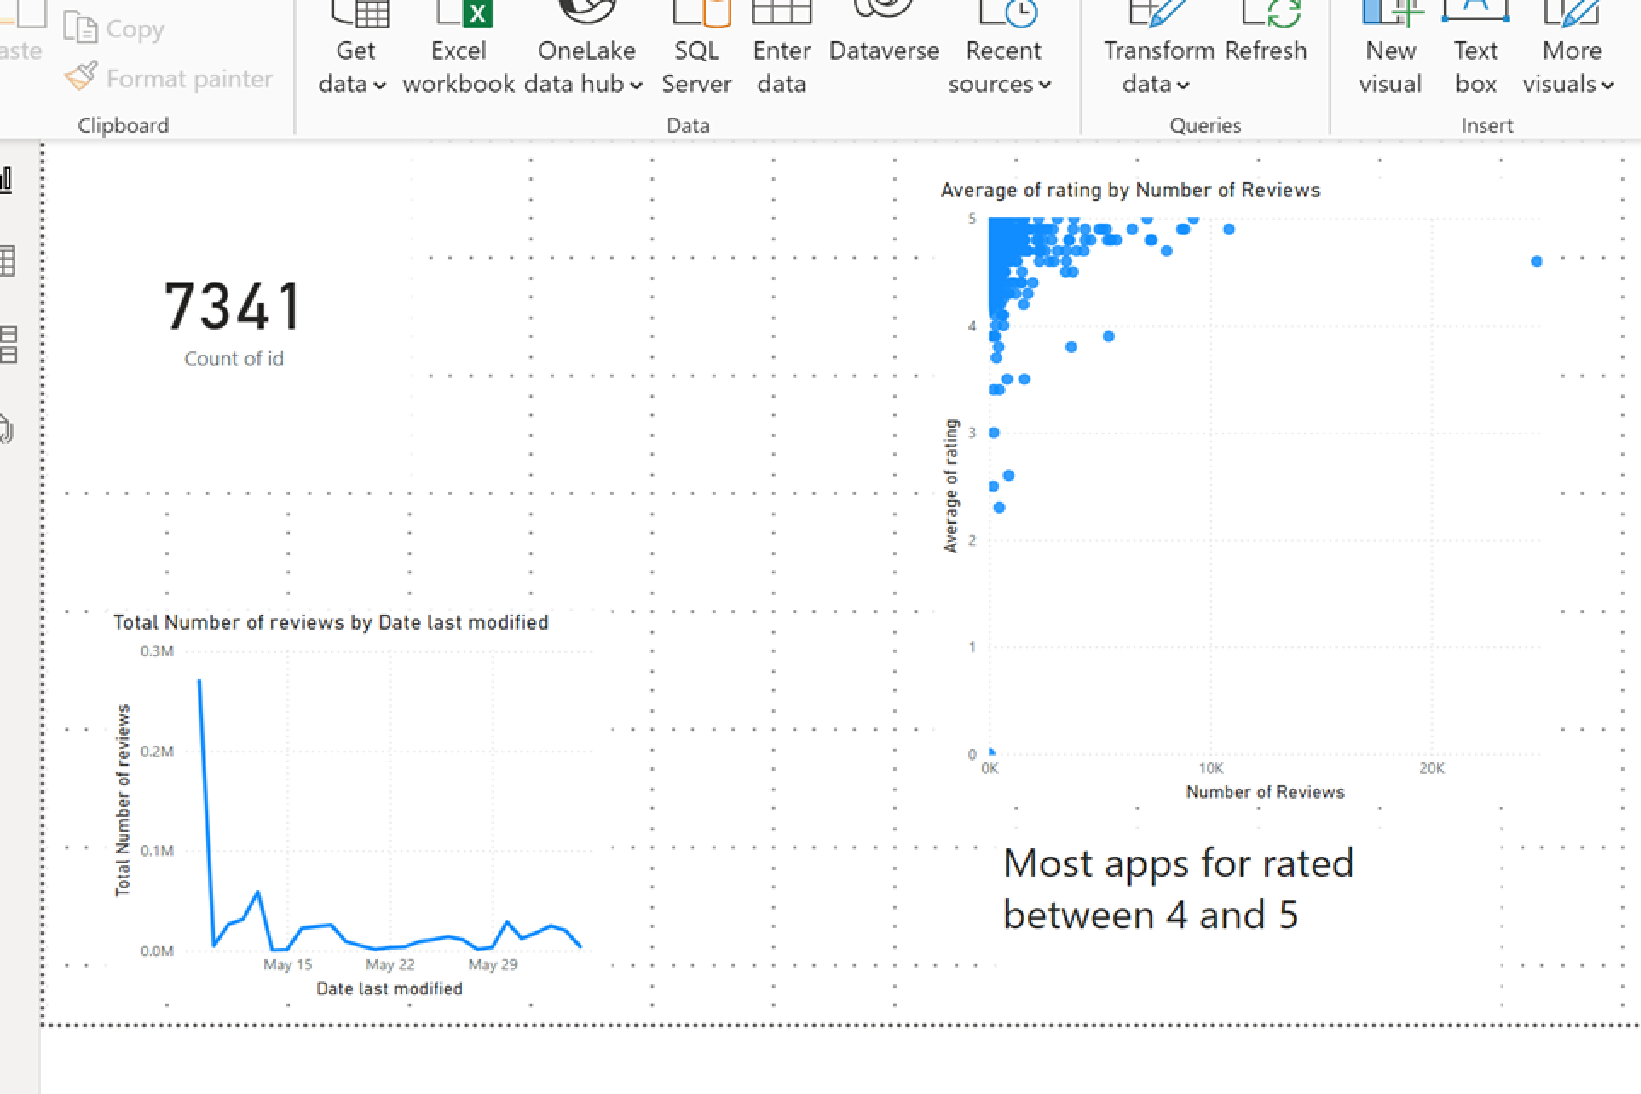 aste
Copy
Format painter
Clipboard
Get
data
Excel
workbook
OneLake
data hub
SQL
Server
Enter
data
Dataverse
Recent
sources
Data
Transform
data
Refresh
Queries
New
visual
Text
box
More
visuals
Insert
7341
Count of id
Average of rating by Number of Reviews
Average of rating
5
4
3
2
1
0
0K
10K
20K
Number of Reviews
Most apps for rated
between 4 and 5
Total Number of reviews by Date last modified
Total Number of reviews
0.3M
0.2M
0.1M
0.0M
May 15
May 22
May 29
Date last modified